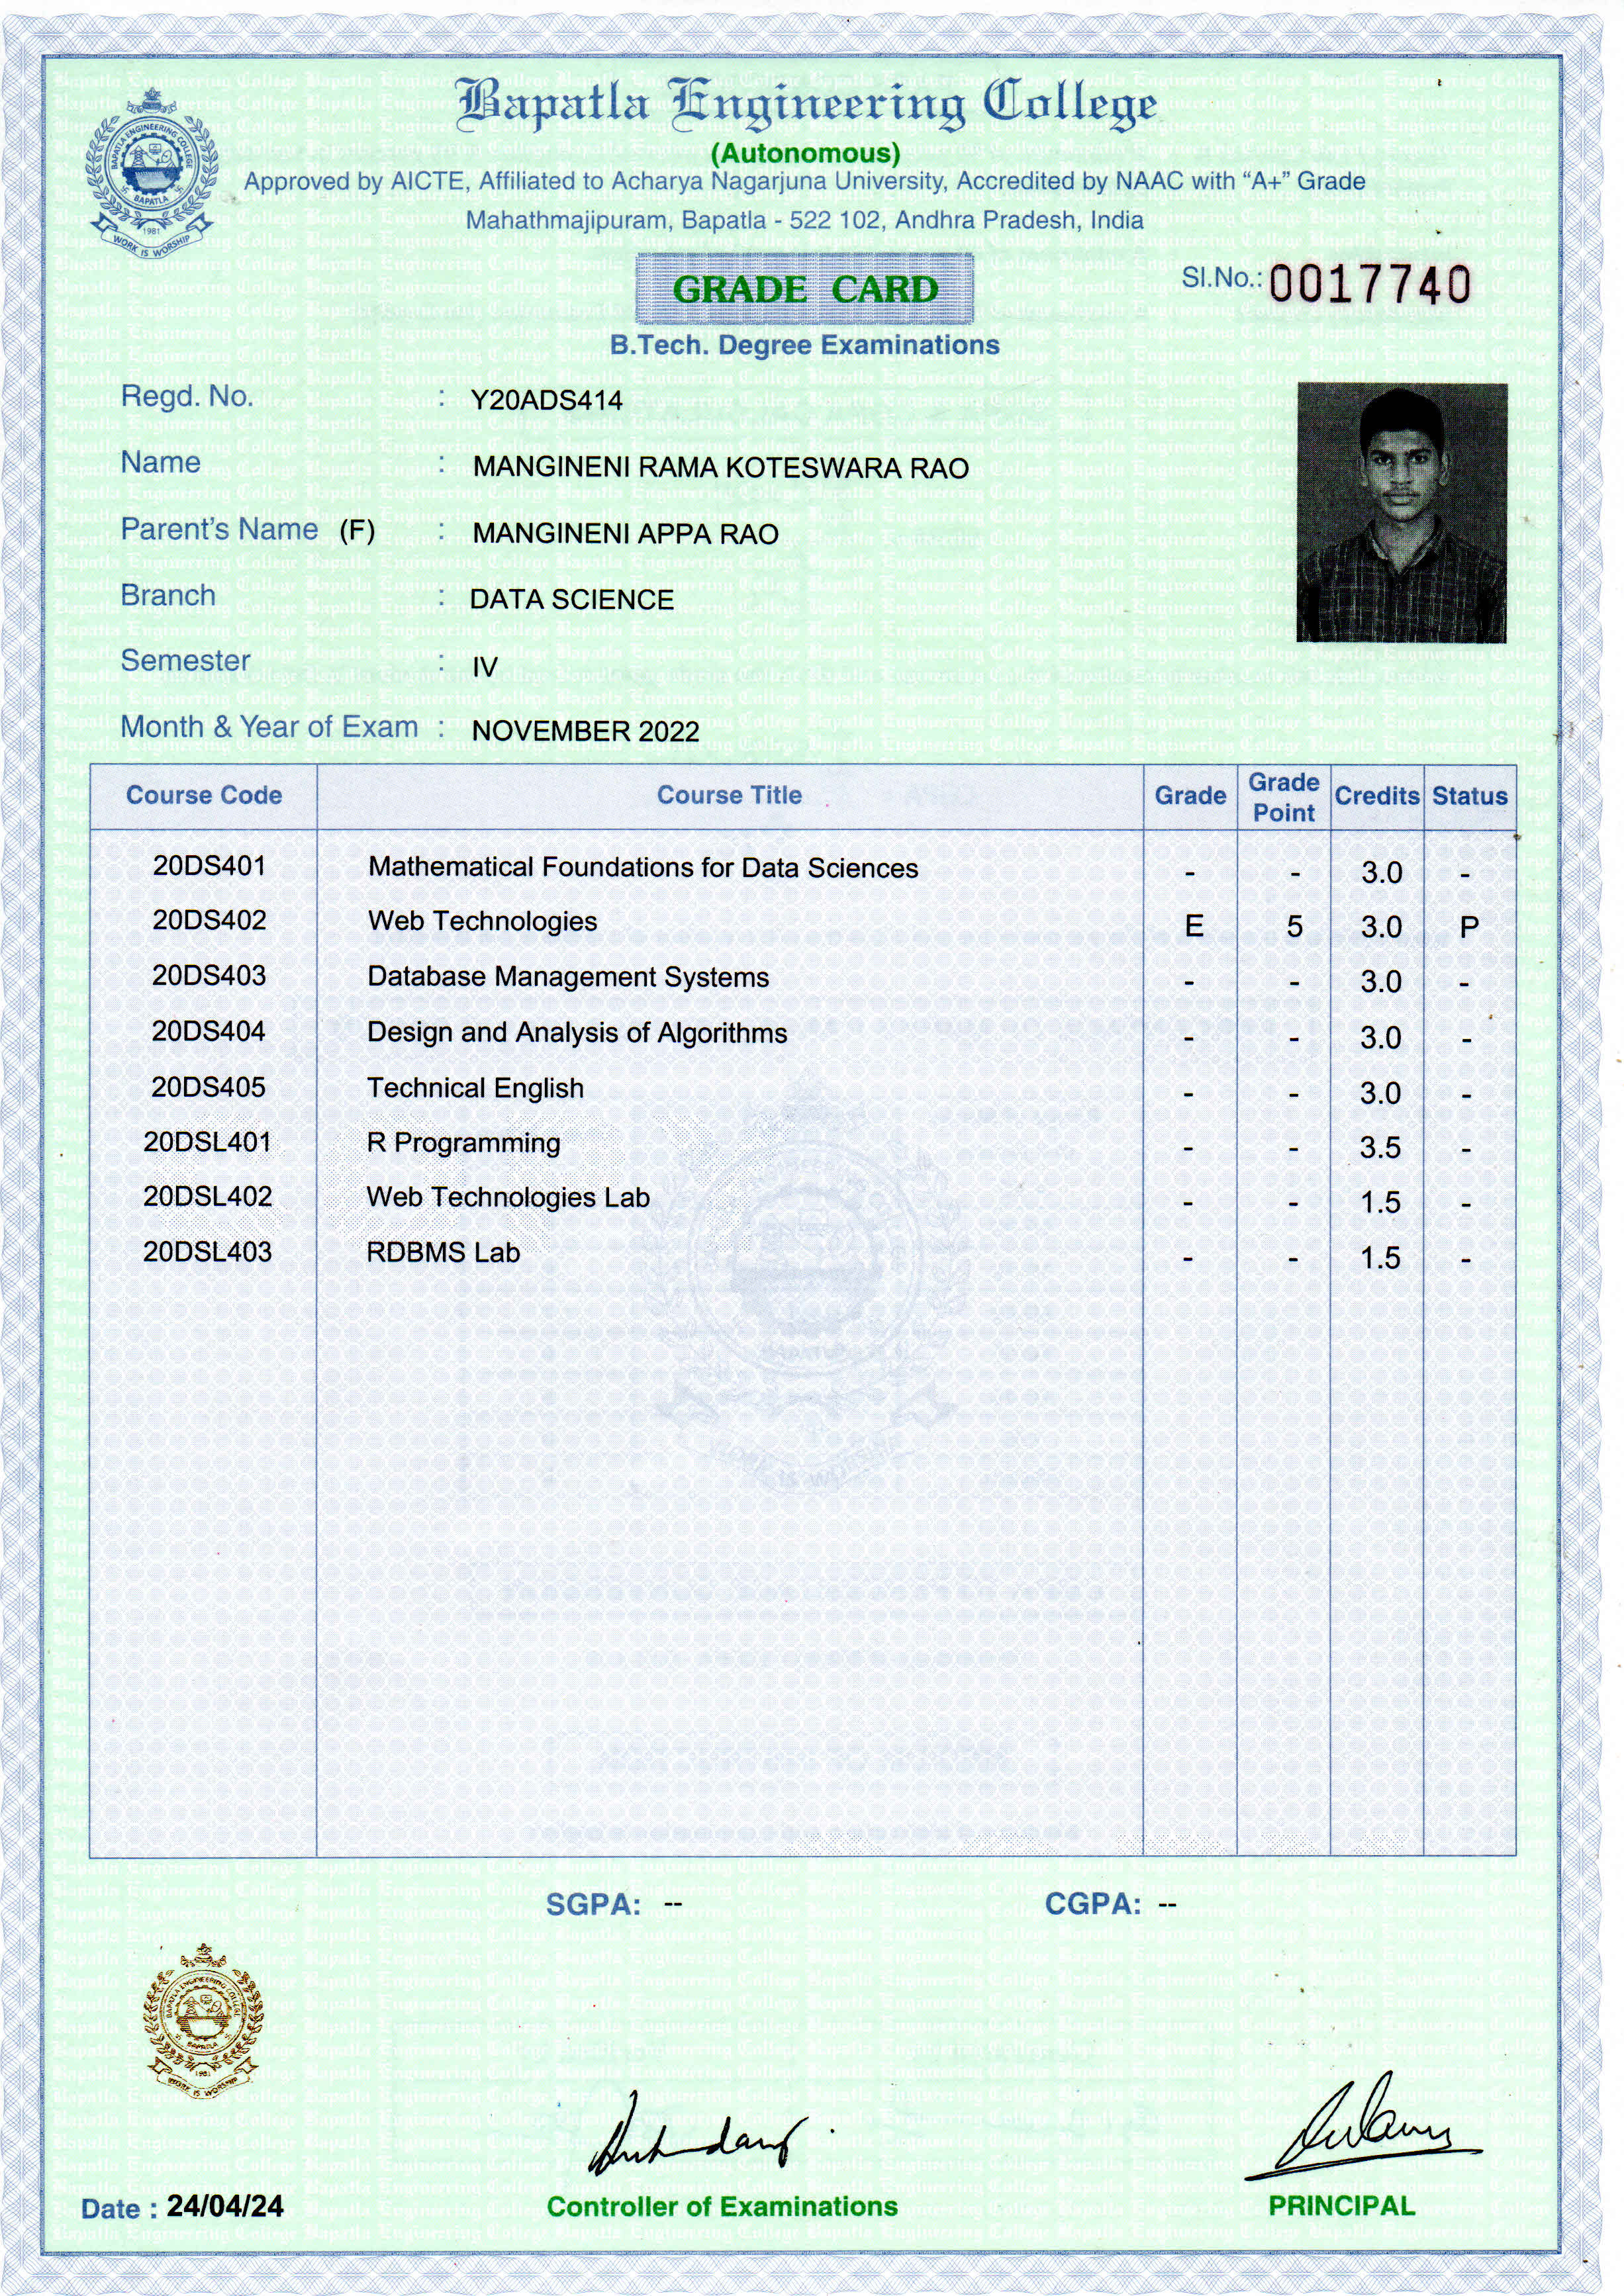 Bapatla Engineering College
(Autonomous)
Approved by AICTE, Affiliated to Acharya Nagarjuna University, Accredited by NAAC with “A+” Grade
Mahathmajipuram, Bapatla - 522 102, Andhra Pradesh, India
BAPATLA ENGINEERING COLLEGE
BAPATLA
1981
WORK IS WORSHIP
GRADE CARD
Sl.No.: 0017740
B.Tech. Degree Examinations
Regd. No. : Y20ADS414
Name : MANGINENI RAMA KOTESWARA RAO
Parent’s Name (F) : MANGINENI APPA RAO
Branch : DATA SCIENCE
Semester : IV
Month & Year of Exam : NOVEMBER 2022
Course Code Course Title Grade Grade Point Credits Status
20DS401 Mathematical Foundations for Data Sciences - - 3.0 -
20DS402 Web Technologies E 5 3.0 P
20DS403 Database Management Systems - - 3.0 -
20DS404 Design and Analysis of Algorithms - - 3.0 -
20DS405 Technical English - - 3.0 -
20DSL401 R Programming - - 3.5 -
20DSL402 Web Technologies Lab - - 1.5 -
20DSL403 RDBMS Lab - - 1.5 -
SGPA: -- CGPA: --
BAPATLA ENGINEERING COLLEGE
BAPATLA
1981
WORK IS WORSHIP
Date : 24/04/24 Controller of Examinations PRINCIPAL